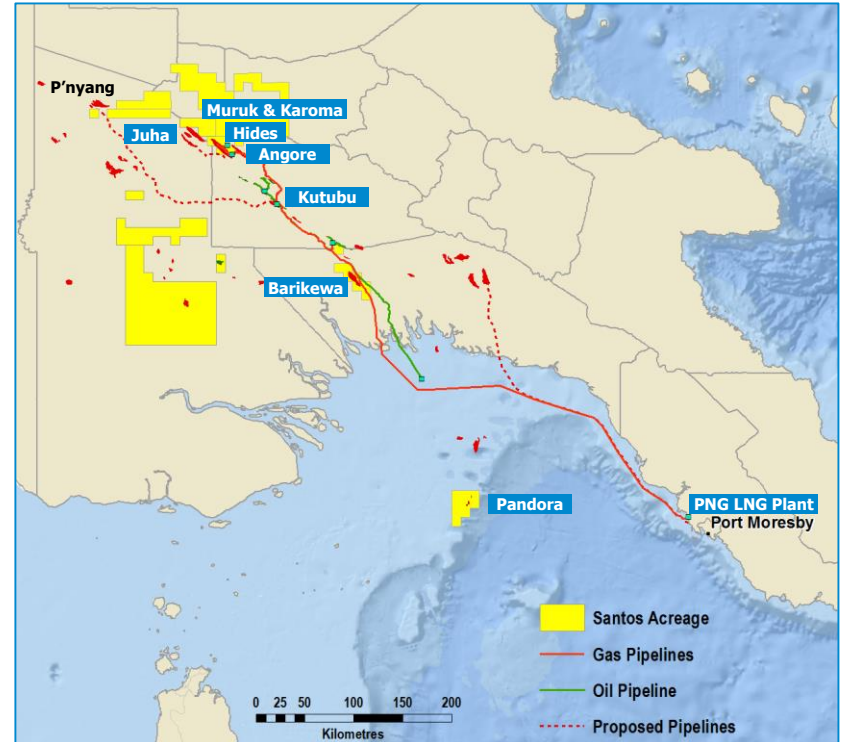 P'nyang
Muruk & Karoma
Juha
Hides
Angore
Kutubu
Barikewa
Pandora
PNG LNG Plant
Port Moresby
Santos Acreage
Gas Pipelines
Oil Pipeline
Proposed Pipelines
0 25 50 100 150 200
Kilometres